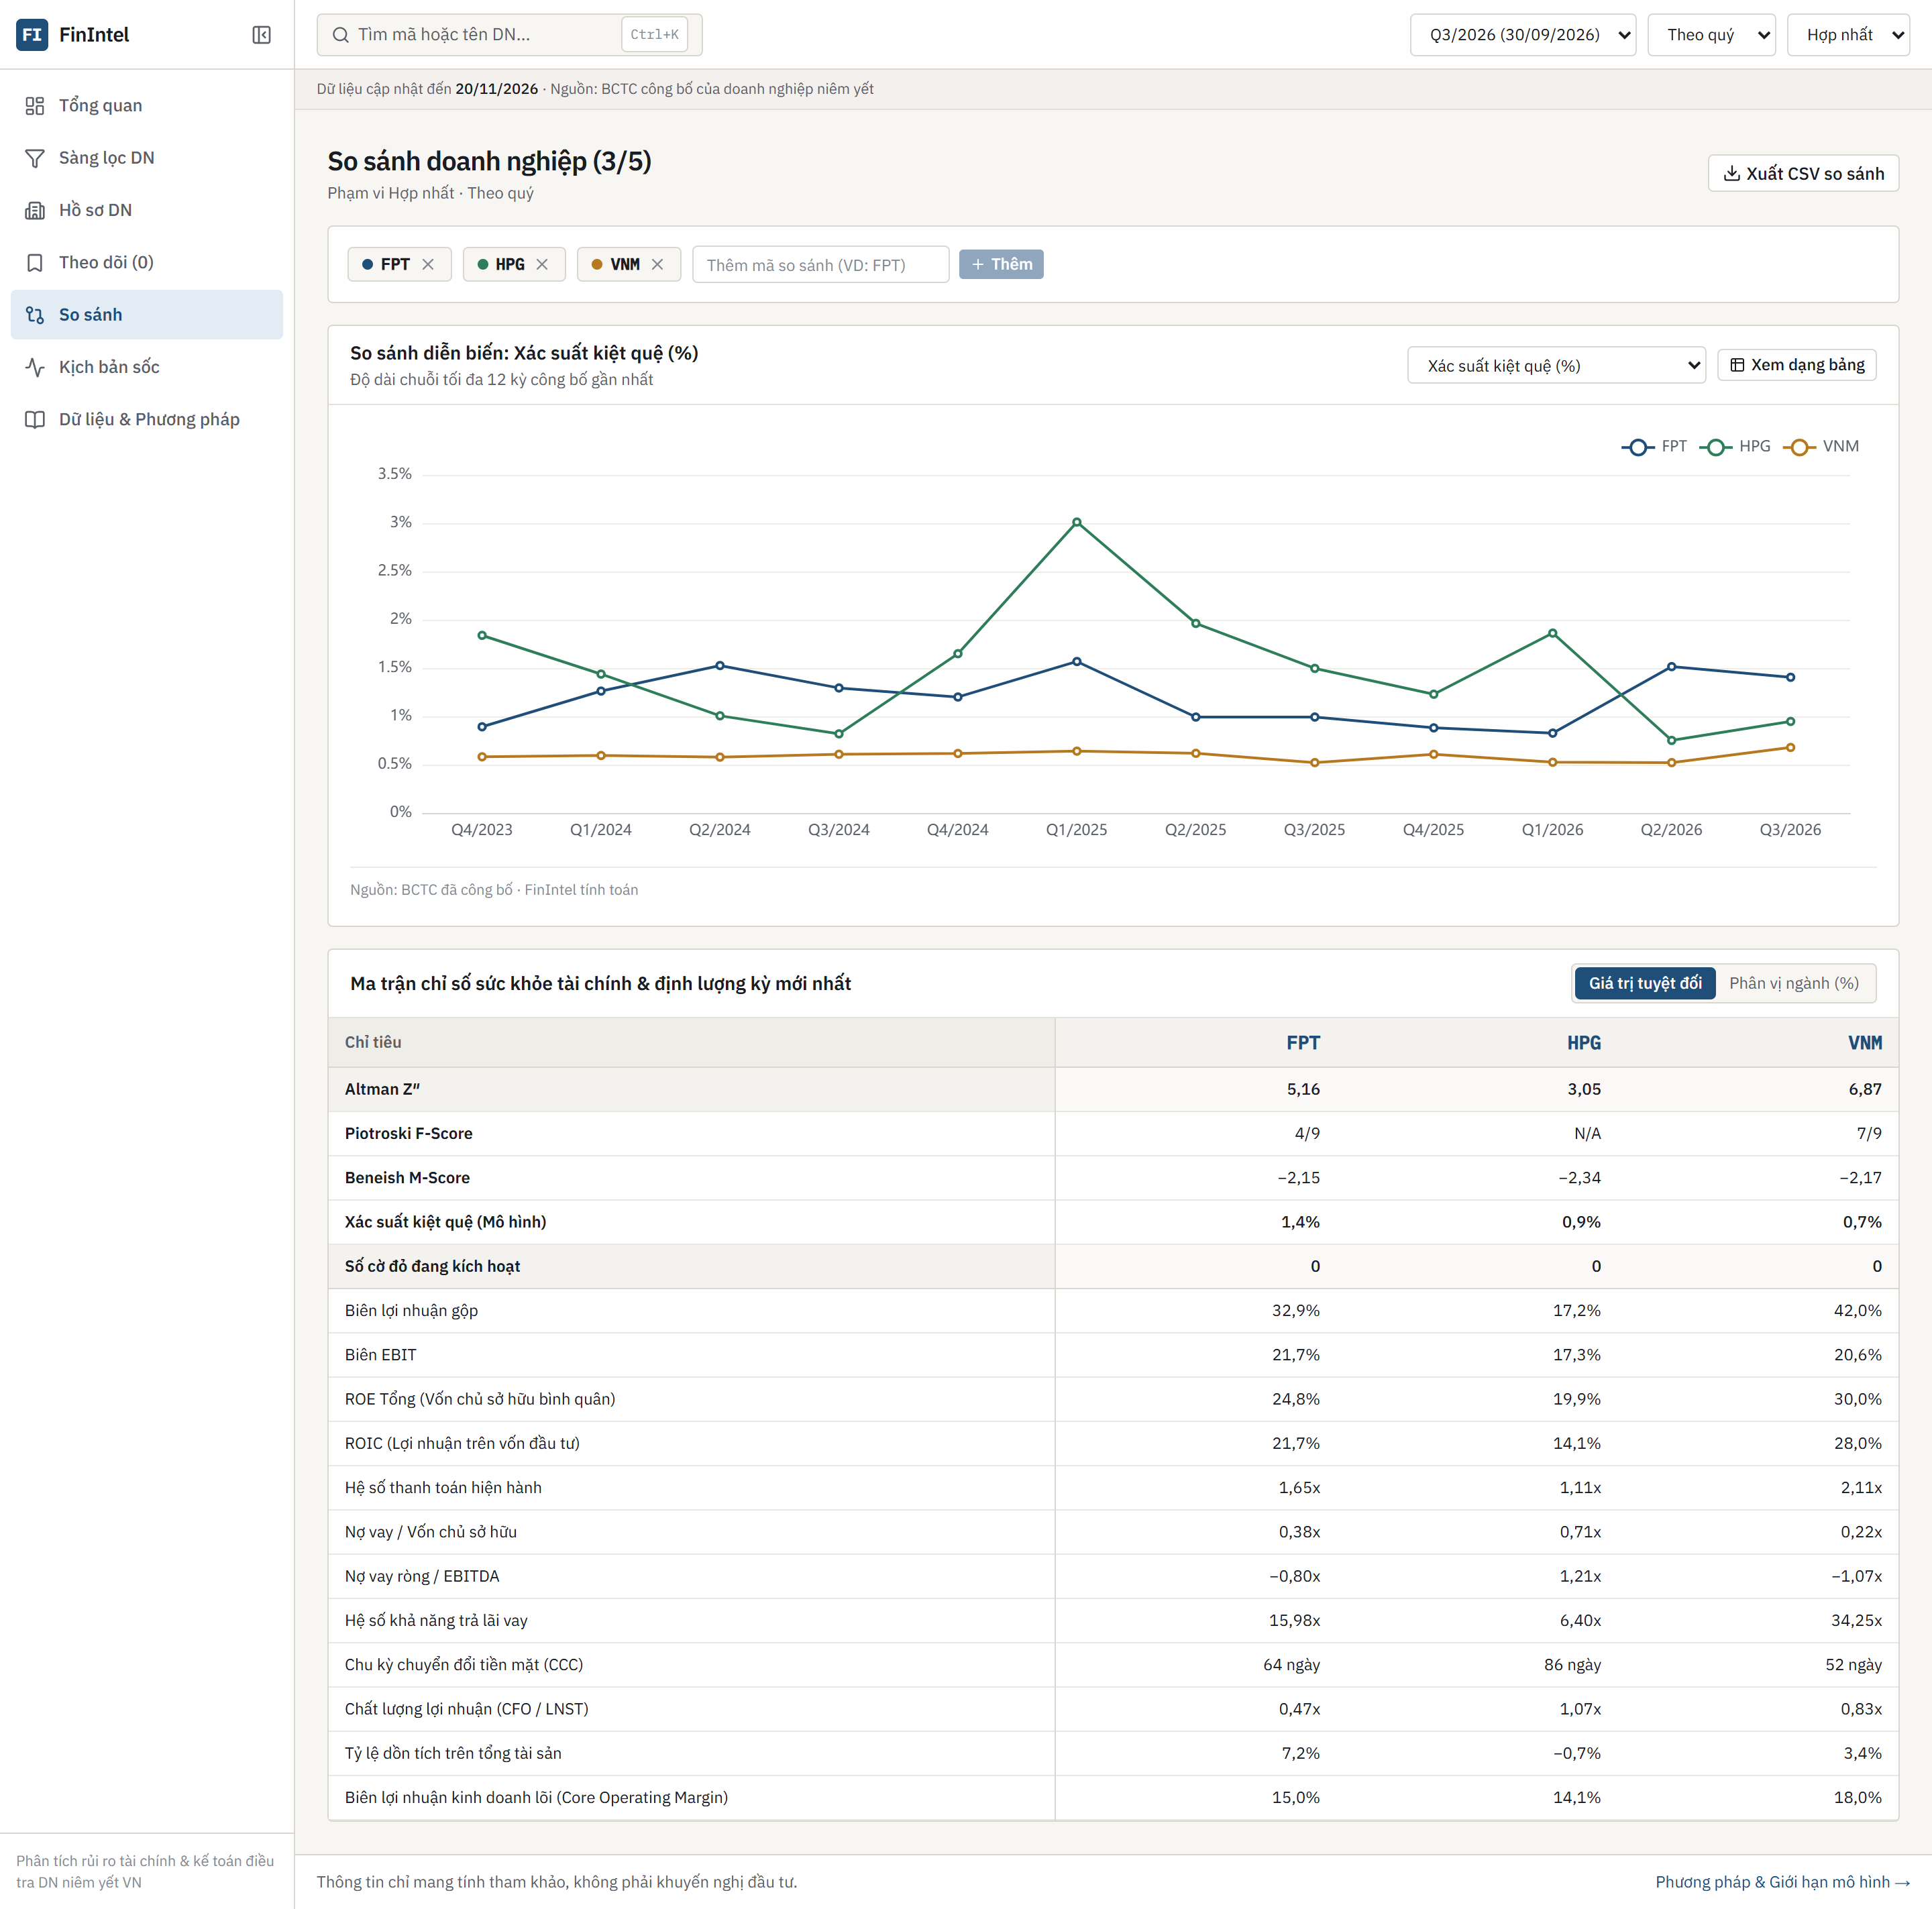 FI FinIntel
Tìm mã hoặc tên DN... Ctrl+K
Q3/2026 (30/09/2026) Theo quý Hợp nhất
Dữ liệu cập nhật đến 20/11/2026 · Nguồn: BCTC công bố của doanh nghiệp niêm yết
Tổng quan
Sàng lọc DN
Hồ sơ DN
Theo dõi (0)
So sánh
Kịch bản sốc
Dữ liệu & Phương pháp
So sánh doanh nghiệp (3/5)
Phạm vi Hợp nhất · Theo quý
Xuất CSV so sánh
FPT HPG VNM Thêm mã so sánh (VD: FPT) + Thêm
So sánh diễn biến: Xác suất kiệt quệ (%)
Độ dài chuỗi tối đa 12 kỳ công bố gần nhất
Xác suất kiệt quệ (%) Xem dạng bảng
FPT HPG VNM
3.5%
3%
2.5%
2%
1.5%
1%
0.5%
0%
Q4/2023 Q1/2024 Q2/2024 Q3/2024 Q4/2024 Q1/2025 Q2/2025 Q3/2025 Q4/2025 Q1/2026 Q2/2026 Q3/2026
Nguồn: BCTC đã công bố · FinIntel tính toán
Ma trận chỉ số sức khỏe tài chính & định lượng kỳ mới nhất
Giá trị tuyệt đối Phân vị ngành (%)
Chỉ tiêu FPT HPG VNM
Altman Z″ 5,16 3,05 6,87
Piotroski F-Score 4/9 N/A 7/9
Beneish M-Score −2,15 −2,34 −2,17
Xác suất kiệt quệ (Mô hình) 1,4% 0,9% 0,7%
Số cờ đỏ đang kích hoạt 0 0 0
Biên lợi nhuận gộp 32,9% 17,2% 42,0%
Biên EBIT 21,7% 17,3% 20,6%
ROE Tổng (Vốn chủ sở hữu bình quân) 24,8% 19,9% 30,0%
ROIC (Lợi nhuận trên vốn đầu tư) 21,7% 14,1% 28,0%
Hệ số thanh toán hiện hành 1,65x 1,11x 2,11x
Nợ vay / Vốn chủ sở hữu 0,38x 0,71x 0,22x
Nợ vay ròng / EBITDA −0,80x 1,21x −1,07x
Hệ số khả năng trả lãi vay 15,98x 6,40x 34,25x
Chu kỳ chuyển đổi tiền mặt (CCC) 64 ngày 86 ngày 52 ngày
Chất lượng lợi nhuận (CFO / LNST) 0,47x 1,07x 0,83x
Tỷ lệ dồn tích trên tổng tài sản 7,2% −0,7% 3,4%
Biên lợi nhuận kinh doanh lõi (Core Operating Margin) 15,0% 14,1% 18,0%
Phân tích rủi ro tài chính & kế toán điều
tra DN niêm yết VN
Thông tin chỉ mang tính tham khảo, không phải khuyến nghị đầu tư.
Phương pháp & Giới hạn mô hình →